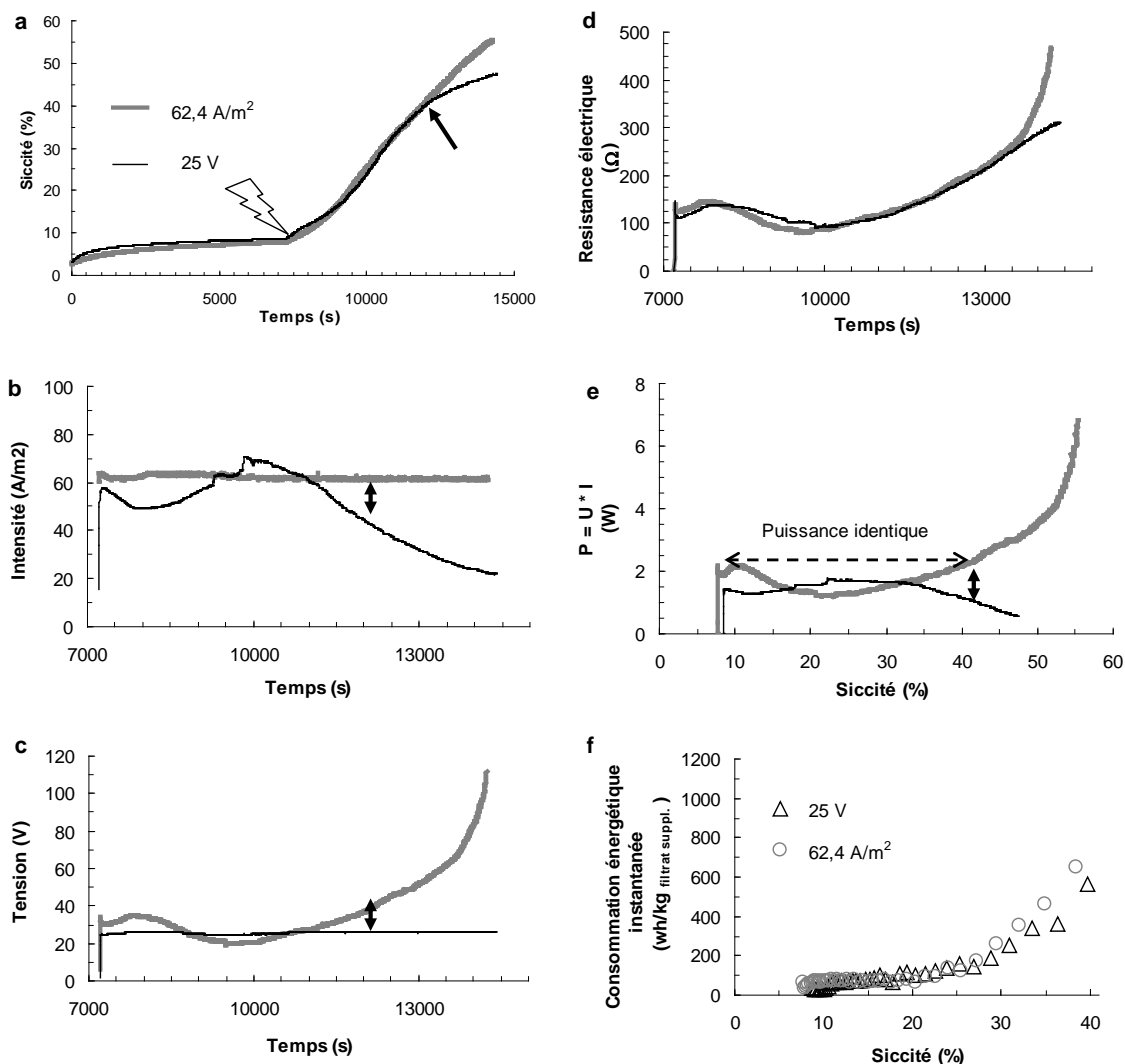 a
60
50
40
30
20
10
0
Siccité (%)
62,4 A/m²
25 V
0 5000 10000 15000
Temps (s)
d
500
400
300
200
100
0
Resistance électrique
(Ω)
7000 10000 13000
Temps (s)
b
100
80
60
40
20
0
Intensité (A/m2)
7000 10000 13000
Temps (s)
e
8
6
4
2
0
P = U * I
(W)
Puissance identique
0 10 20 30 40 50 60
Siccité (%)
c
120
100
80
60
40
20
0
Tension (V)
7000 10000 13000
Temps (s)
f
1200
1000
800
600
400
200
0
Consommation énergétique
instantanée
(wh/kg filtrat suppl. )
25 V
62,4 A/m²
0 10 20 30 40
Siccité (%)